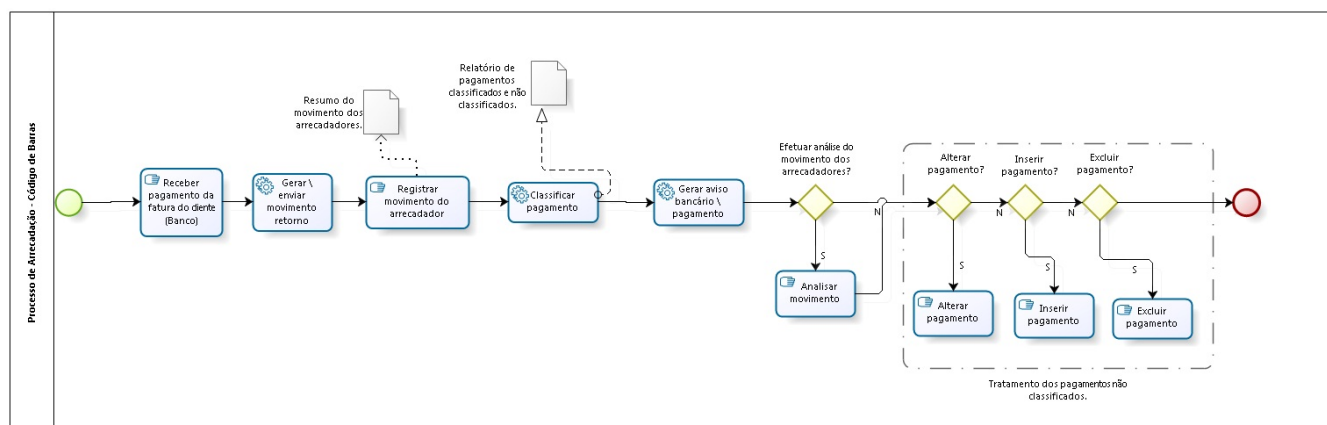 Processo de Arrecadação - Código de Barras
Receber
pagamento da
fatura do cliente
(Banco)
Gerar \
enviar
movimento
retorno
Resumo do
movimento dos
arrecadadores.
Registrar
movimento do
arrecadador
Relatório de
pagamentos
classificados e não
classificados.
Classificar
pagamento
Gerar aviso
bancário \
pagamento
Efetuar análise do
movimento dos
arrecadadores?
N
S
Analisar
movimento
Alterar
pagamento?
N
S
Alterar
pagamento
Inserir
pagamento?
N
S
Inserir
pagamento
Excluir
pagamento?
S
Excluir
pagamento
Tratamento dos pagamentos não
classificados.